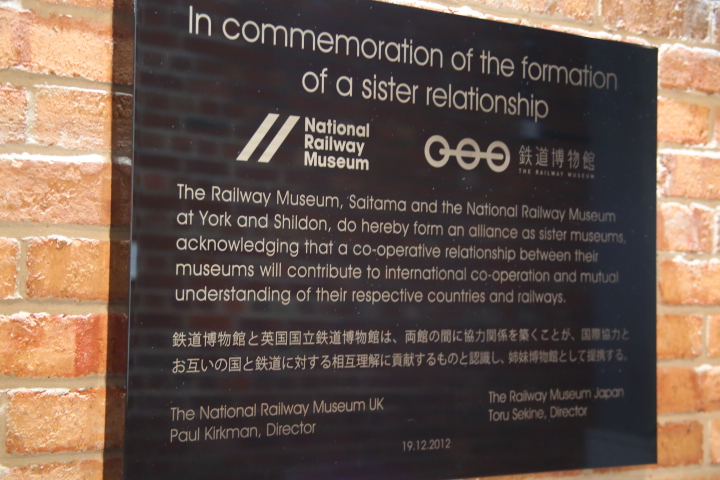 In commemoration of the formation
of a sister relationship
National
Railway
Museum
鉄道博物館
THE RAILWAY MUSEUM
The Railway Museum, Saitama and the National Railway Museum
at York and Shildon, do hereby form an alliance as sister museums,
acknowledging that a co-operative relationship between their
museums will contribute to international co-operation and mutual
understanding of their respective countries and railways.
鉄道博物館と英国国立鉄道博物館は、両館の間に協力関係を築くことが、国際協力と
お互いの国と鉄道に対する相互理解に貢献するものと認識し、姉妹博物館として提携する。
The National Railway Museum UK
Paul Kirkman, Director
The Railway Museum Japan
Toru Sekine, Director
19.12.2012